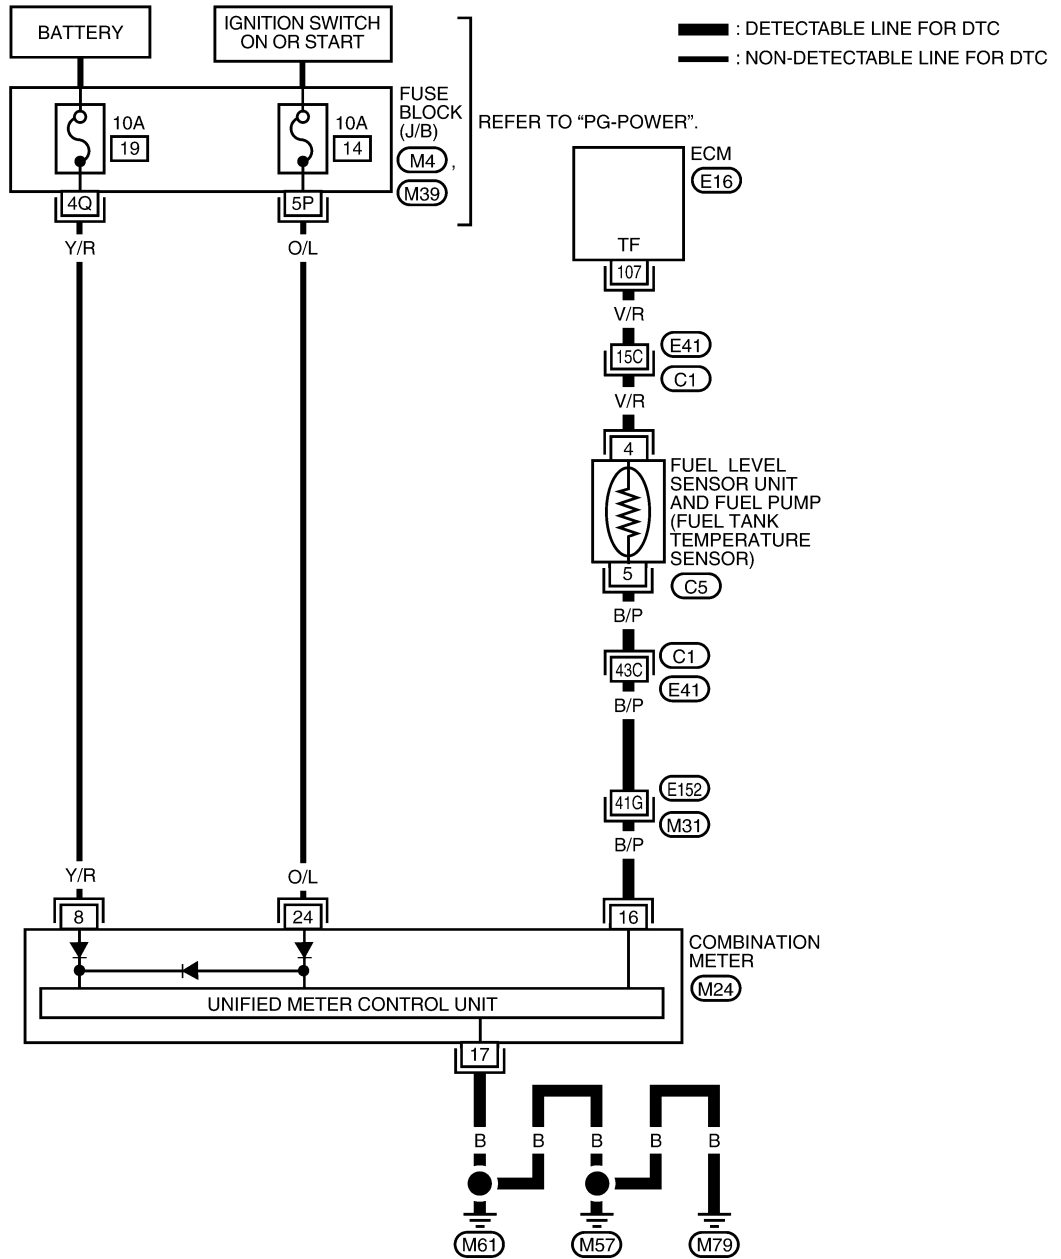 BATTERY
IGNITION SWITCH
ON OR START
: DETECTABLE LINE FOR DTC
: NON-DETECTABLE LINE FOR DTC
10A
19
10A
14
FUSE
BLOCK
(J/B)
M4 ,
M39
REFER TO “PG-POWER”.
ECM
E16
4Q
5P
Y/R
O/L
TF
107
V/R
15C
E41
C1
V/R
4
FUEL LEVEL
SENSOR UNIT
AND FUEL PUMP
(FUEL TANK
TEMPERATURE
SENSOR)
5
C5
B/P
43C
C1
E41
B/P
41G
E152
M31
B/P
Y/R
O/L
8
24
16
COMBINATION
METER
M24
UNIFIED METER CONTROL UNIT
17
B
B
B
B
B
M61
M57
M79